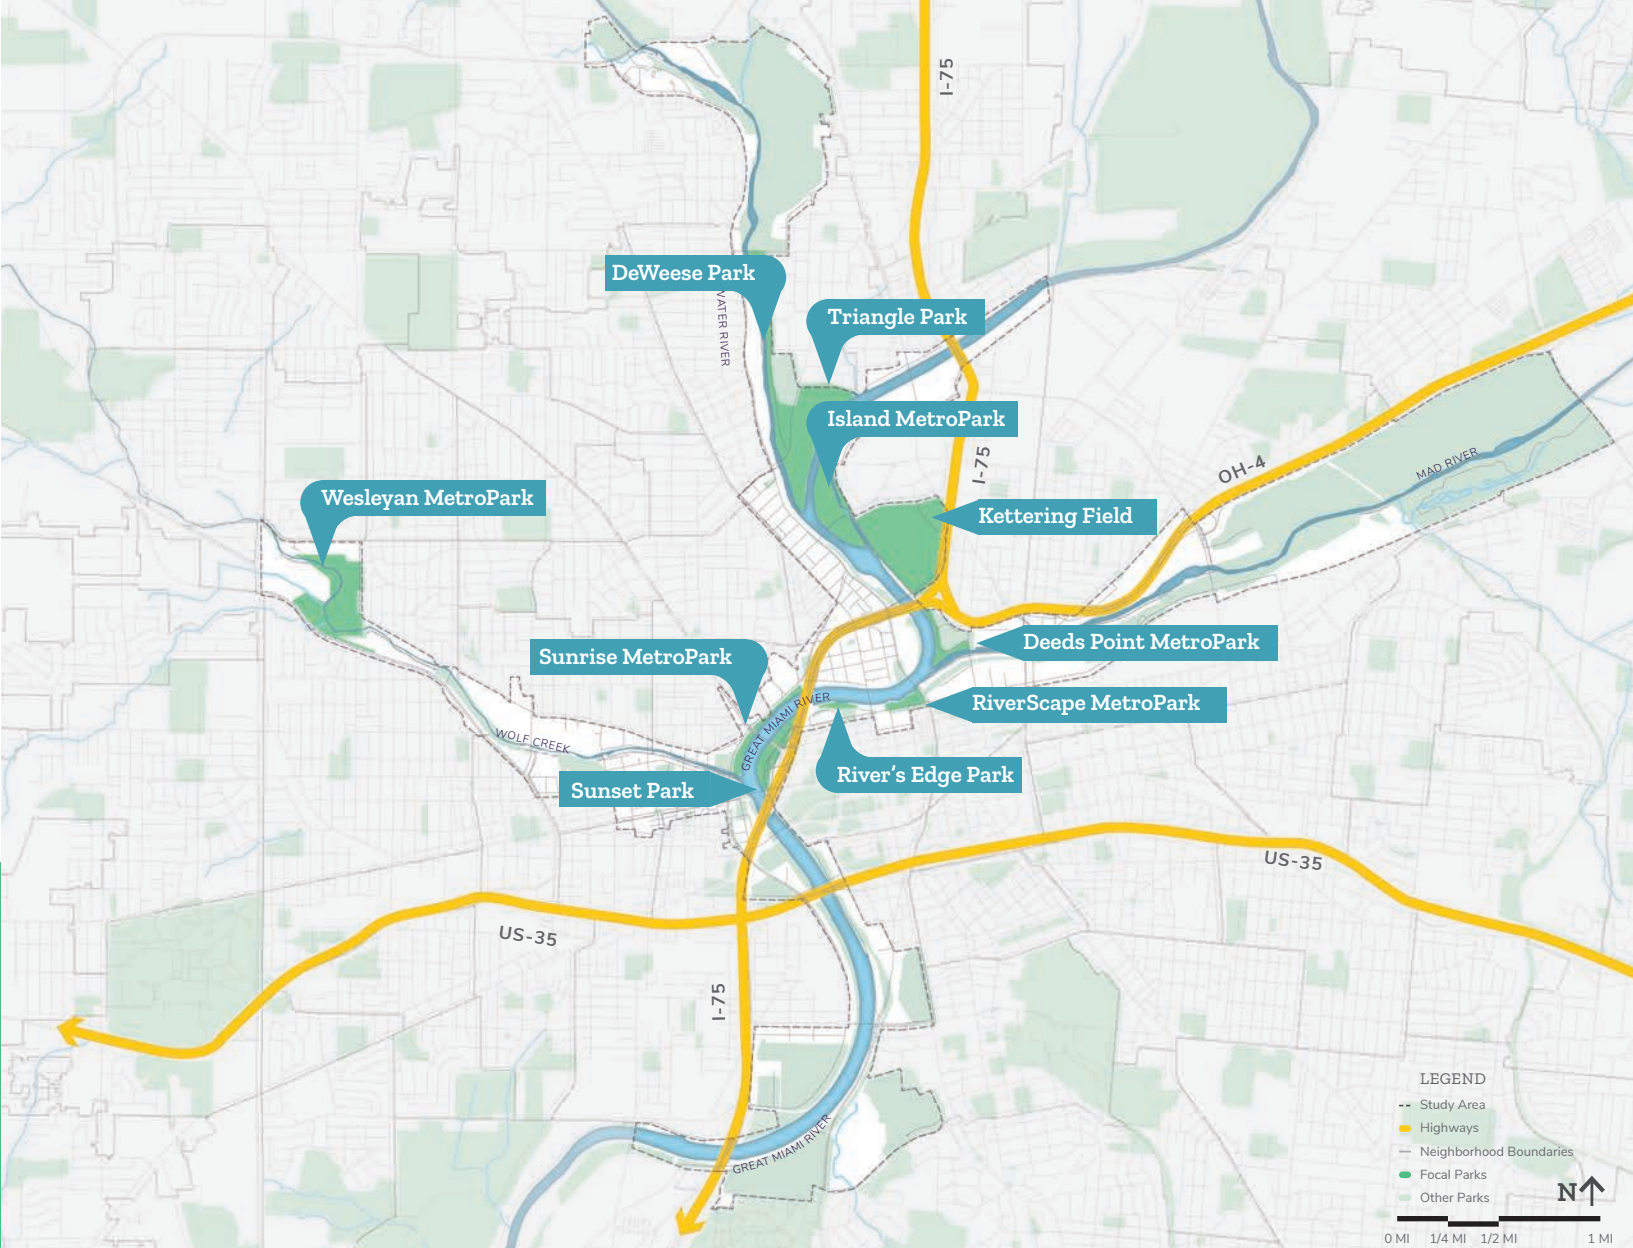 I-75
DeWeese Park
WATER RIVER
Triangle Park
Island MetroPark
I-75
OH-4
MAD RIVER
Wesleyan MetroPark
Kettering Field
Sunrise MetroPark
Deeds Point MetroPark
GREAT MIAMI RIVER
RiverScape MetroPark
WOLF CREEK
River's Edge Park
Sunset Park
US-35
US-35
I-75
GREAT MIAMI RIVER
LEGEND
Study Area
Highways
Neighborhood Boundaries
Focal Parks
Other Parks
N
0 MI 1/4 MI 1/2 MI 1 MI